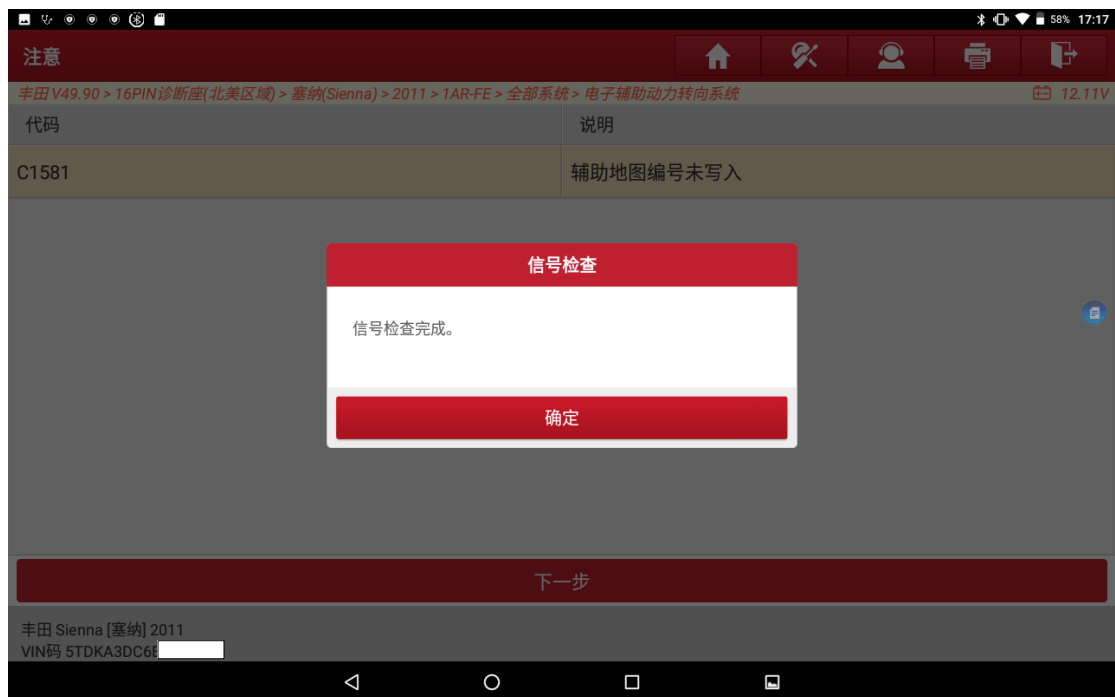 58% 17:17
注意
丰田 V49.90 > 16PIN诊断座(北美区域) > 塞纳(Sienna) > 2011 > 1AR-FE > 全部系统 > 电子辅助动力转向系统 12.11V
代码 说明
C1581 辅助地图编号未写入
信号检查
信号检查完成。
确定
下一步
丰田 Sienna [塞纳] 2011
VIN码 5TDKA3DC6